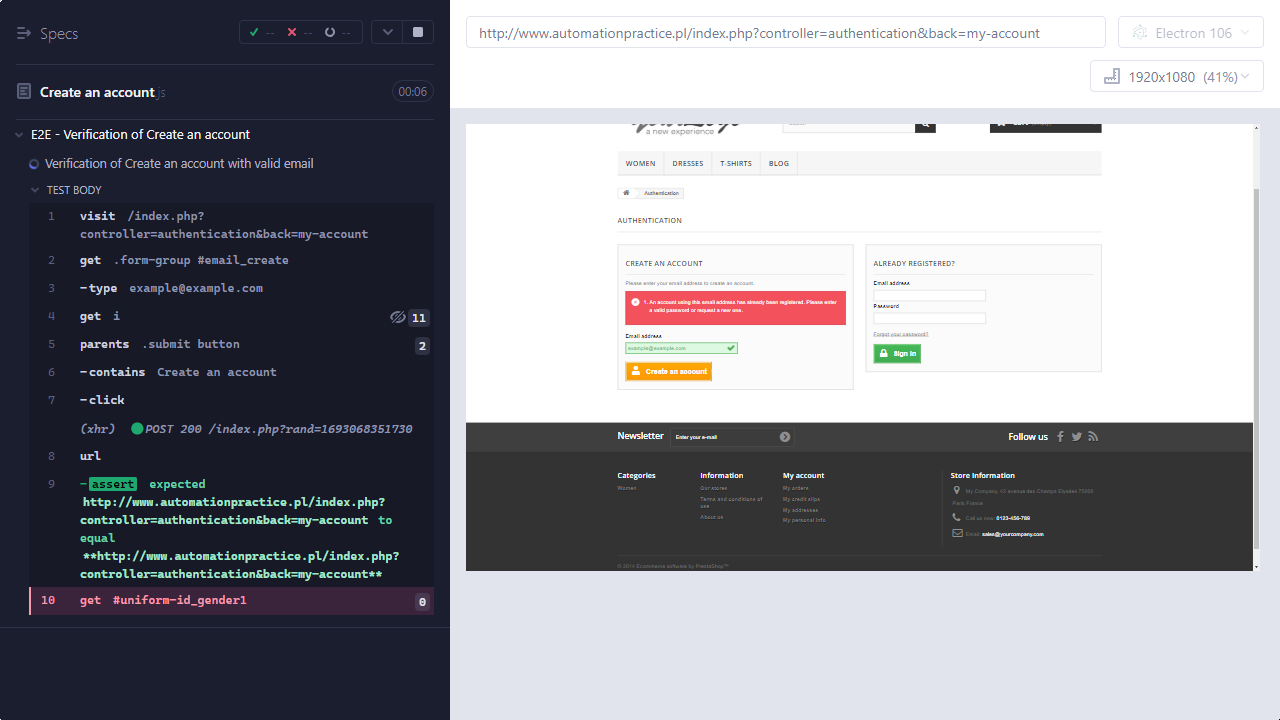 Specs
-- -- --
http://www.automationpractice.pl/index.php?controller=authentication&back=my-account
Electron 106
1920x1080 (41%)
Create an account.js
00:06
E2E - Verification of Create an account
Verification of Create an account with valid email
TEST BODY
1 visit /index.php?
controller=authentication&back=my-account
2 get .form-group #email_create
3 -type example@example.com
4 get i 11
5 parents .submit button 2
6 -contains Create an account
7 -click
(xhr) POST 200 /index.php?rand=1693068351730
8 url
9 -assert expected
http://www.automationpractice.pl/index.php?
controller=authentication&back=my-account to
equal
**http://www.automationpractice.pl/index.php?
controller=authentication&back=my-account**
10 get #uniform-id_gender1 0
a new experience
WOMEN DRESSES T-SHIRTS BLOG
Authentication
AUTHENTICATION
CREATE AN ACCOUNT
Please enter your email address to create an account.
1. An account using this email address has already been registered. Please enter
a valid password or request a new one.
Email address
example@example.com
Create an account
ALREADY REGISTERED?
Email address
Password
Forgot your password?
Sign in
Newsletter
Enter your e-mail
Follow us
Categories
Women
Information
Our stores
Terms and conditions of
use
About us
My account
My orders
My credit slips
My addresses
My personal info
Store Information
My Company, 42 avenue des Champs Elysées 75000
Paris France
Call us now: 0123-456-789
Email: sales@yourcompany.com
© 2014 Ecommerce software by PrestaShop™